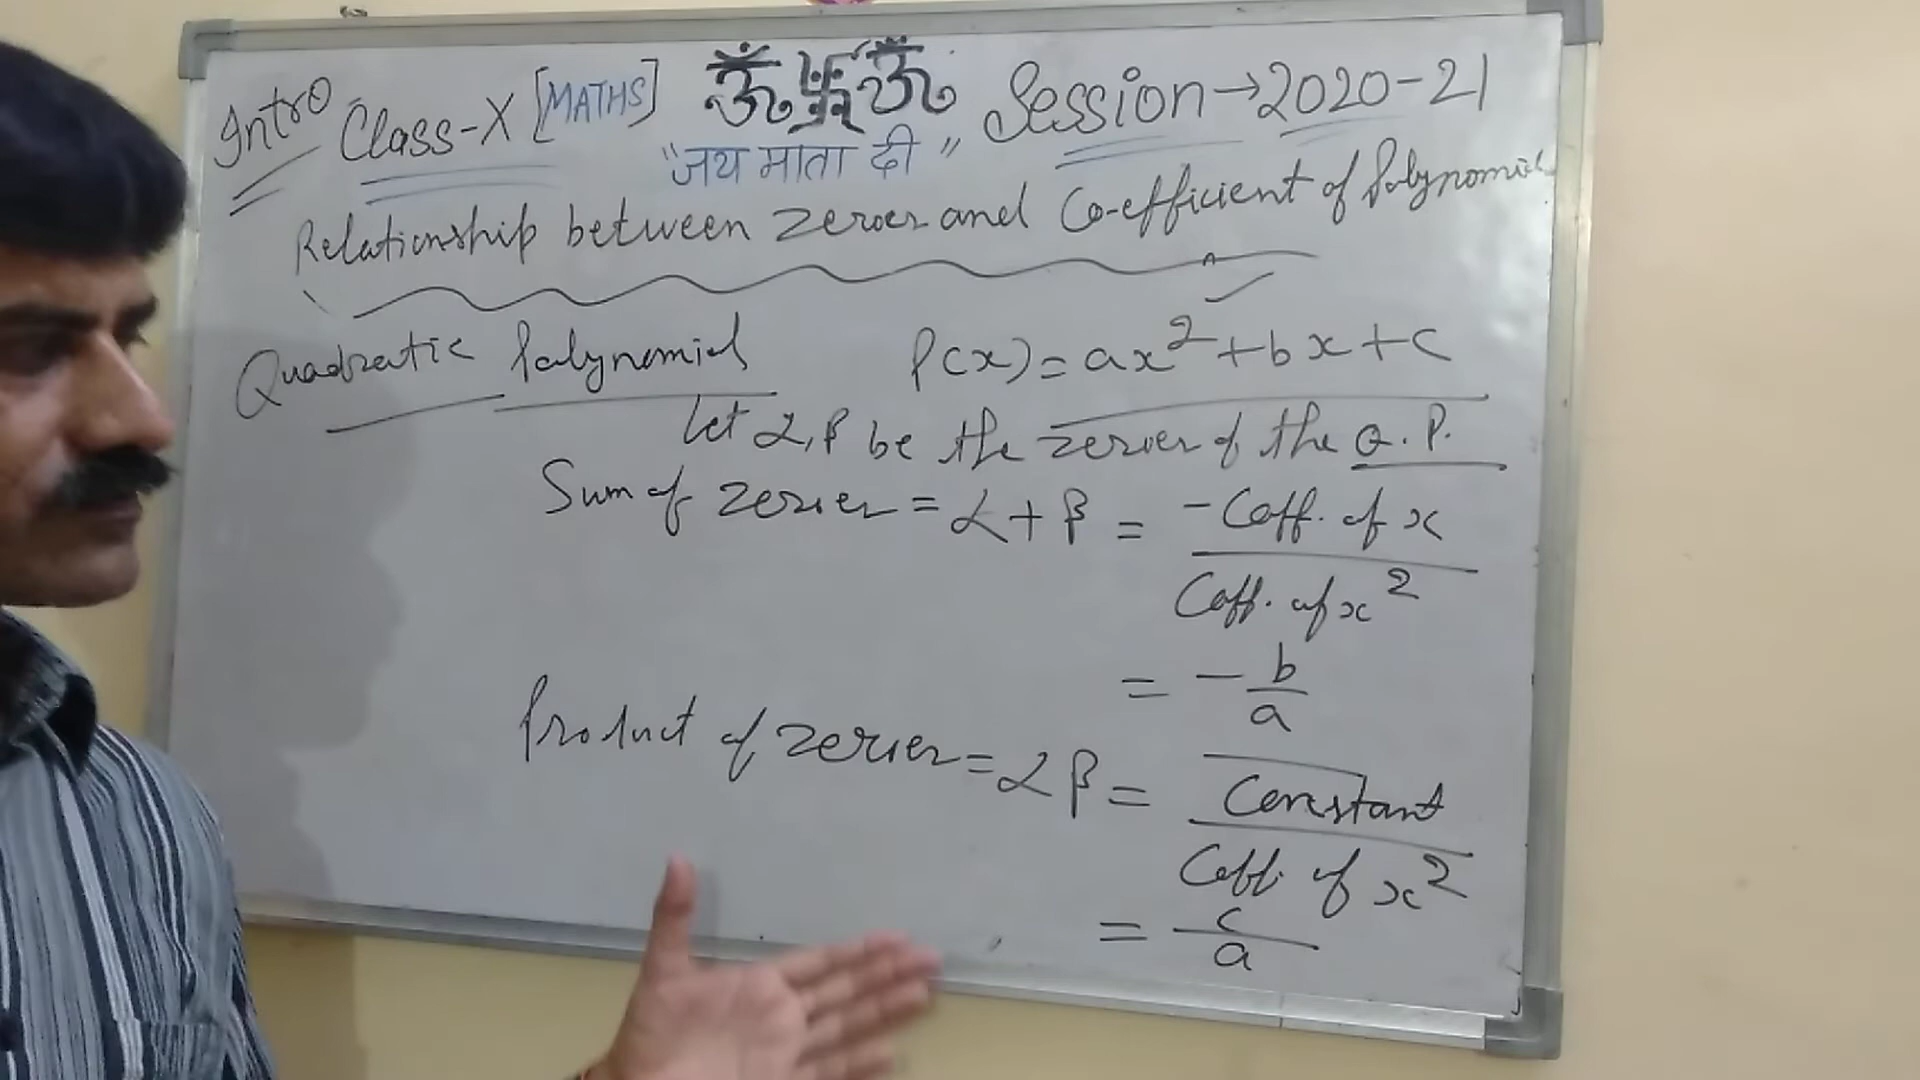 Intro Class-X [MATHS] ॐ 卐 ॐ Session→2020-21
"जय माता दी"
Relationship between zeroes and Co-efficient of Polynomial
Quadratic Polynomial P(x) = ax²+bx+c
Let α, β be the zeroes of the Q.P.
Sum of zeroes = α+β = -Coff. of x
Coff. of x²
= - b
a
Product of zeroes = αβ = Constant
Coff. of x²
= c
a